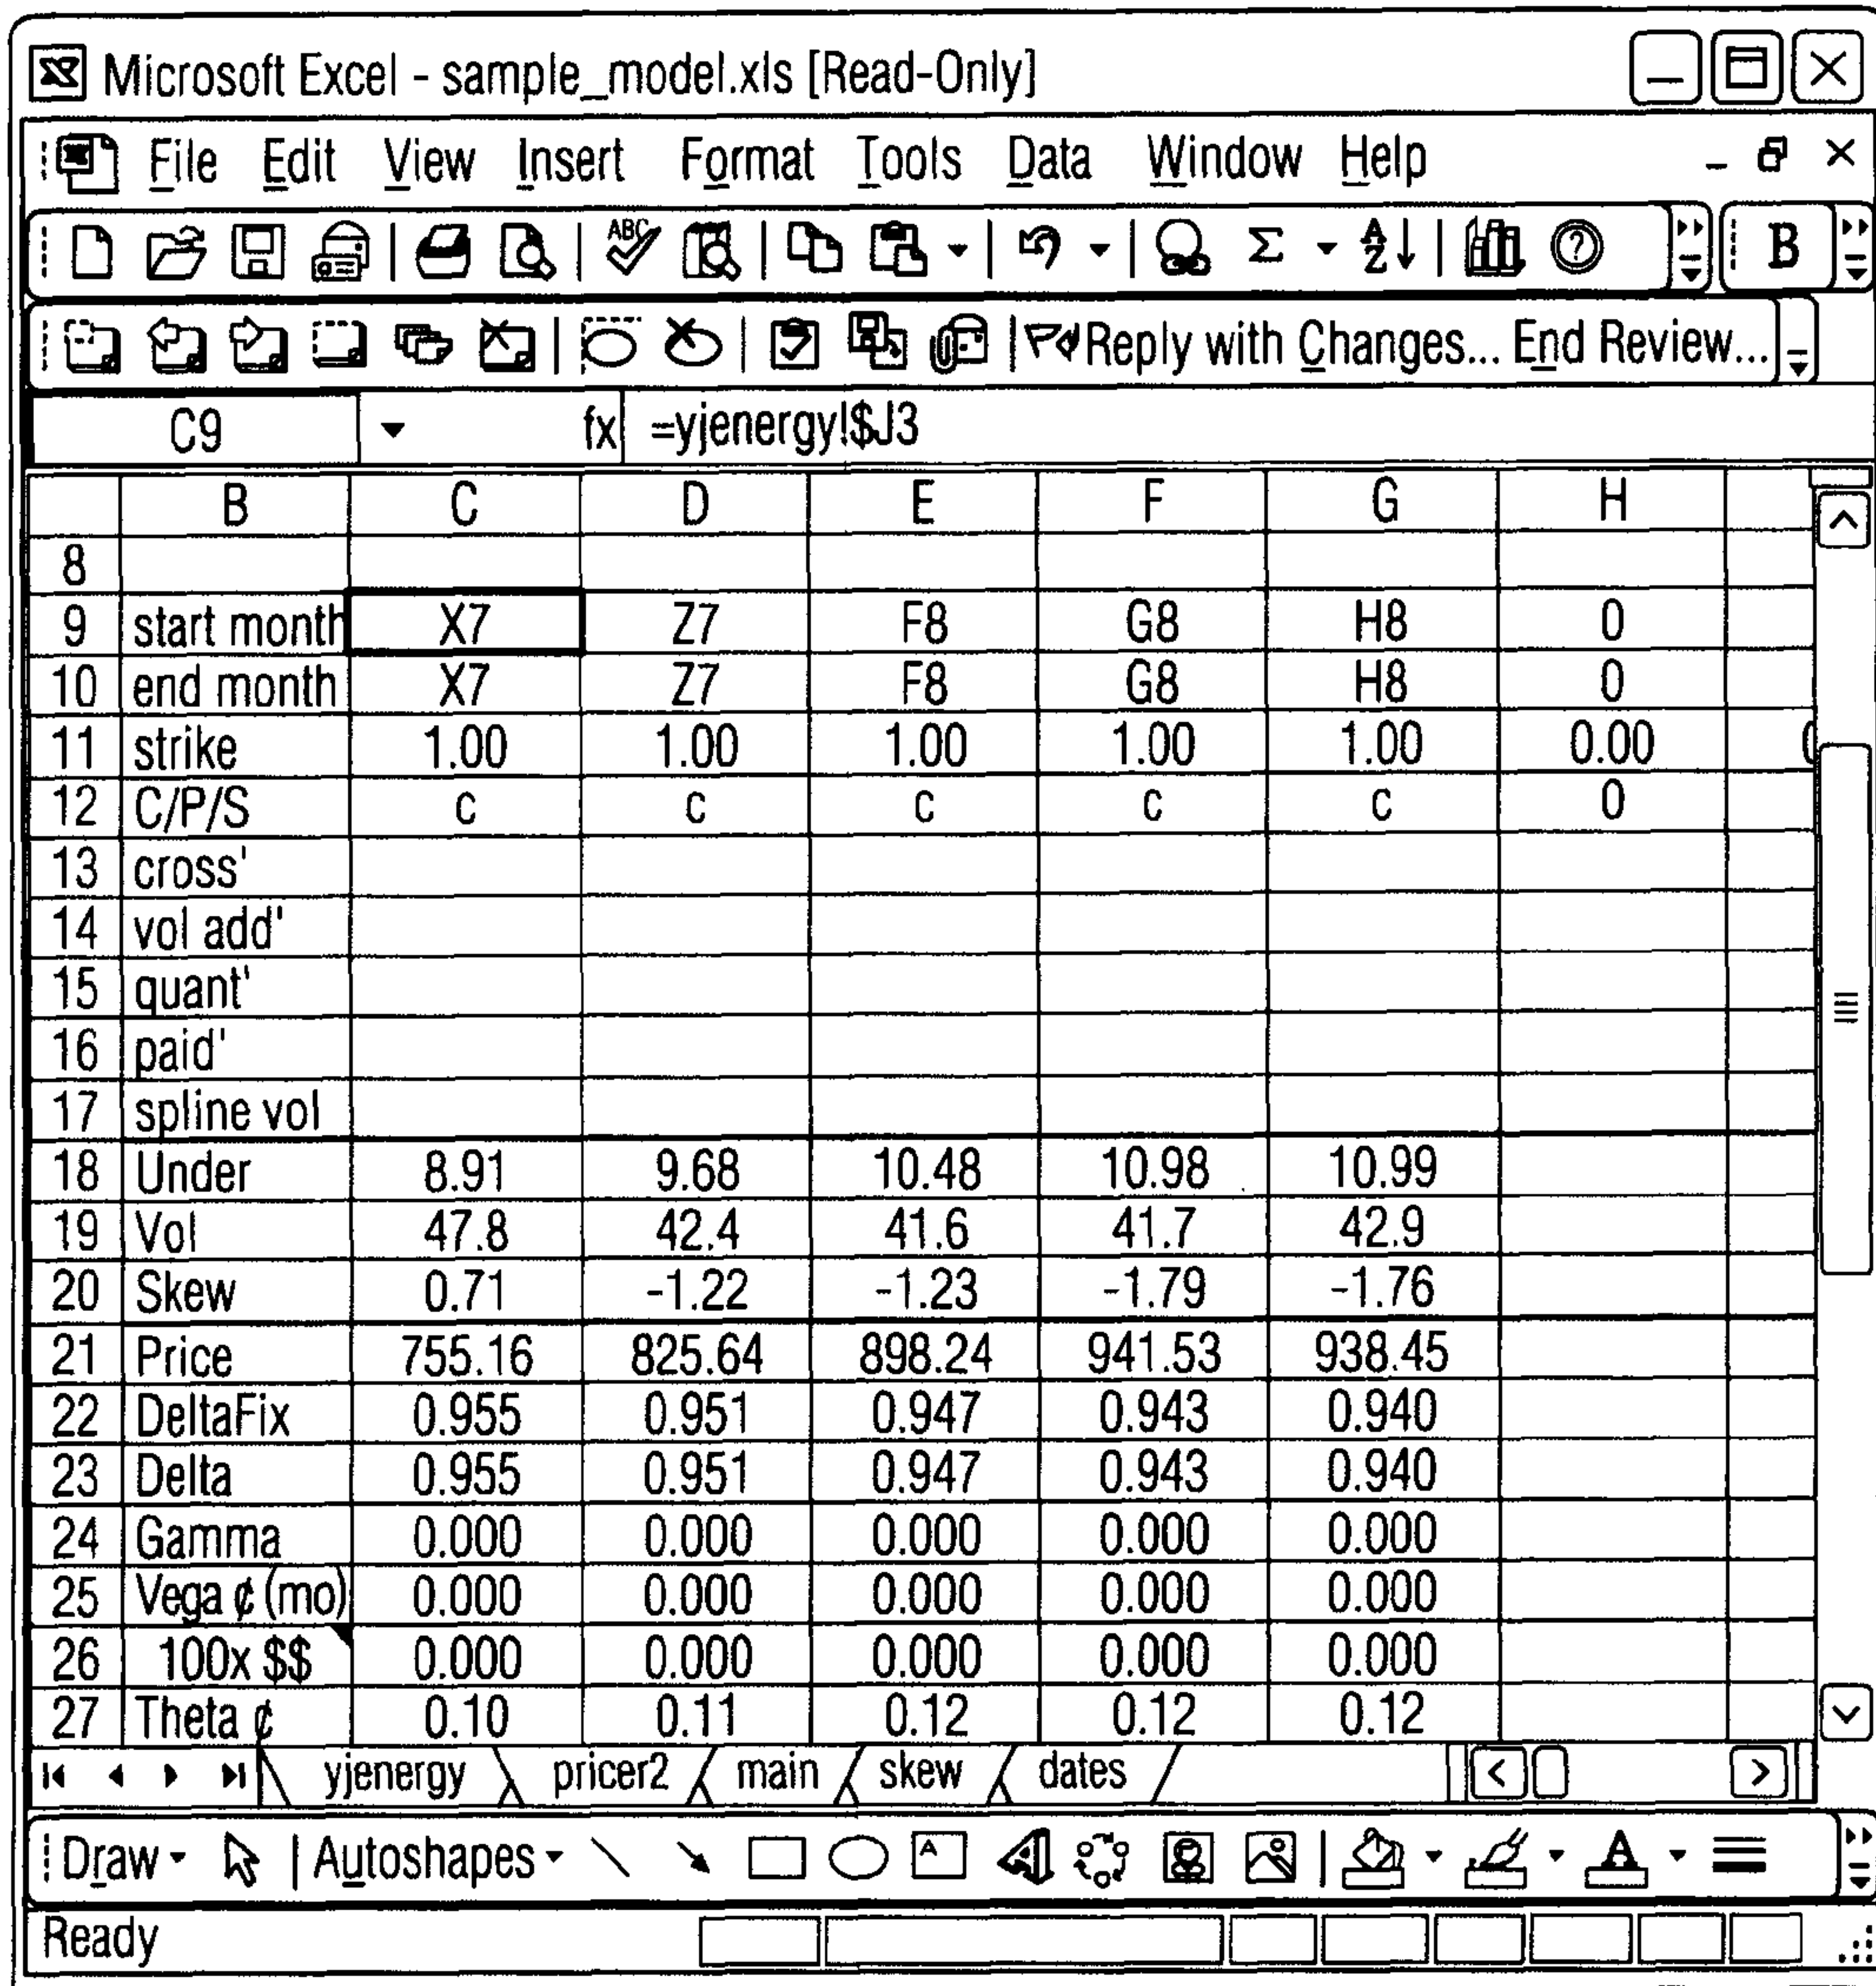 Microsoft Excel - sample_model.xls [Read-Only]
File Edit View Insert Format Tools Data Window Help
ABC Σ A Z ? B
Reply with Changes... End Review...
C9 fx =yjenergy!$J3
B C D E F G H
8
9 start month X7 Z7 F8 G8 H8 0
10 end month X7 Z7 F8 G8 H8 0
11 strike 1.00 1.00 1.00 1.00 1.00 0.00
12 C/P/S c c c c c 0
13 cross'
14 vol add'
15 quant'
16 paid'
17 spline vol
18 Under 8.91 9.68 10.48 10.98 10.99
19 Vol 47.8 42.4 41.6 41.7 42.9
20 Skew 0.71 -1.22 -1.23 -1.79 -1.76
21 Price 755.16 825.64 898.24 941.53 938.45
22 DeltaFix 0.955 0.951 0.947 0.943 0.940
23 Delta 0.955 0.951 0.947 0.943 0.940
24 Gamma 0.000 0.000 0.000 0.000 0.000
25 Vega ¢ (mo) 0.000 0.000 0.000 0.000 0.000
26 100x $$ 0.000 0.000 0.000 0.000 0.000
27 Theta ¢ 0.10 0.11 0.12 0.12 0.12
yjenergy pricer2 main skew dates
Draw Autoshapes A A A
Ready